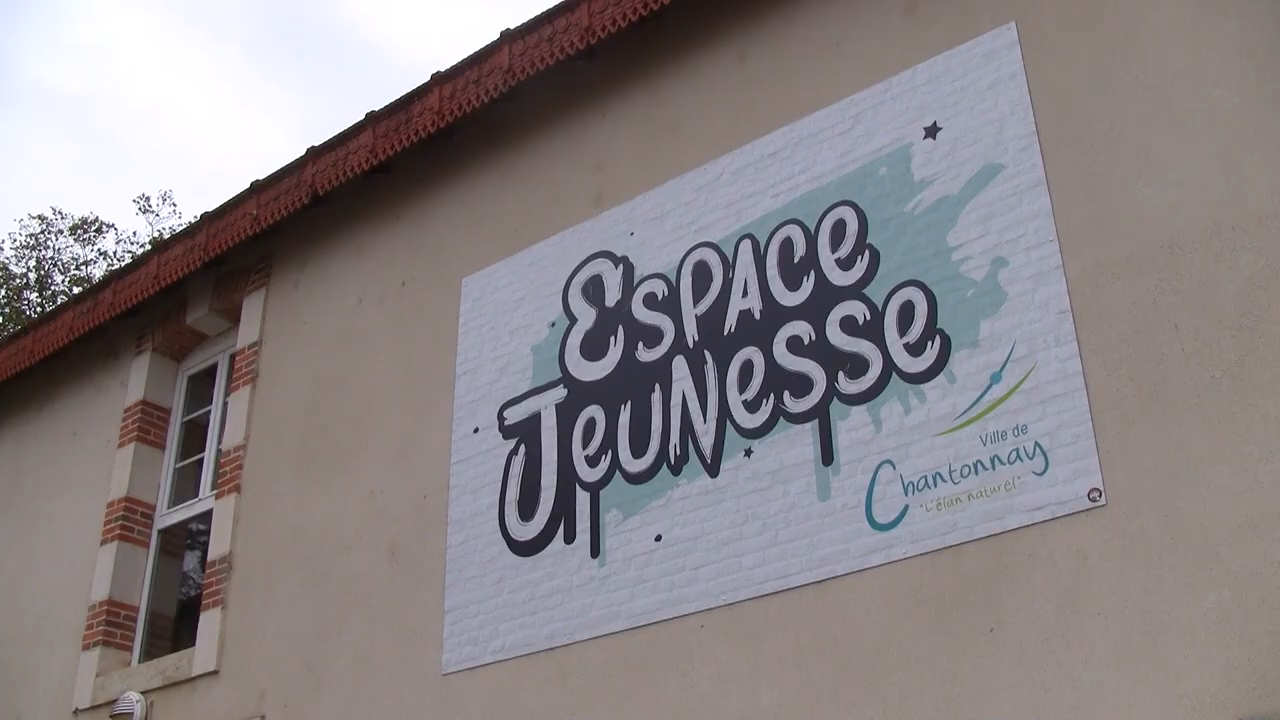 Espace
Jeunesse
Ville de
Chantonnay
"L'élan naturel"